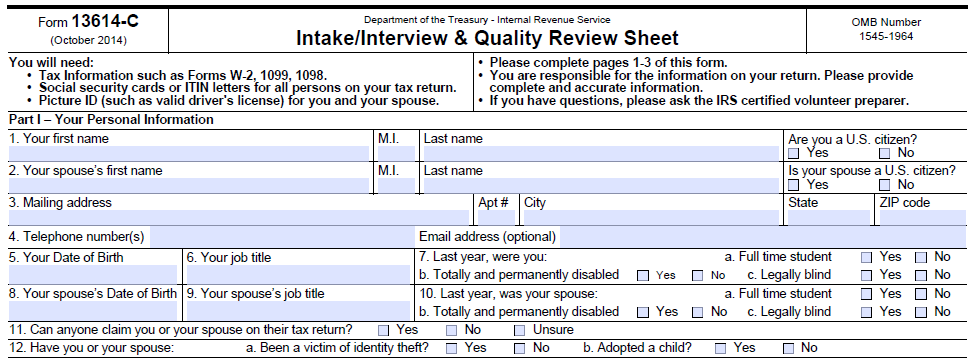 Form 13614-C
(October 2014)
Department of the Treasury - Internal Revenue Service
Intake/Interview & Quality Review Sheet
OMB Number
1545-1964
You will need:
• Tax Information such as Forms W-2, 1099, 1098.
• Social security cards or ITIN letters for all persons on your tax return.
• Picture ID (such as valid driver's license) for you and your spouse.
• Please complete pages 1-3 of this form.
• You are responsible for the information on your return. Please provide
complete and accurate information.
• If you have questions, please ask the IRS certified volunteer preparer.
Part I – Your Personal Information
1. Your first name M.I. Last name Are you a U.S. citizen?
Yes No
2. Your spouse's first name M.I. Last name Is your spouse a U.S. citizen?
Yes No
3. Mailing address Apt # City State ZIP code
4. Telephone number(s) Email address (optional)
5. Your Date of Birth 6. Your job title 7. Last year, were you: a. Full time student Yes No
b. Totally and permanently disabled Yes No c. Legally blind Yes No
8. Your spouse's Date of Birth 9. Your spouse's job title 10. Last year, was your spouse: a. Full time student Yes No
b. Totally and permanently disabled Yes No c. Legally blind Yes No
11. Can anyone claim you or your spouse on their tax return? Yes No Unsure
12. Have you or your spouse: a. Been a victim of identity theft? Yes No b. Adopted a child? Yes No